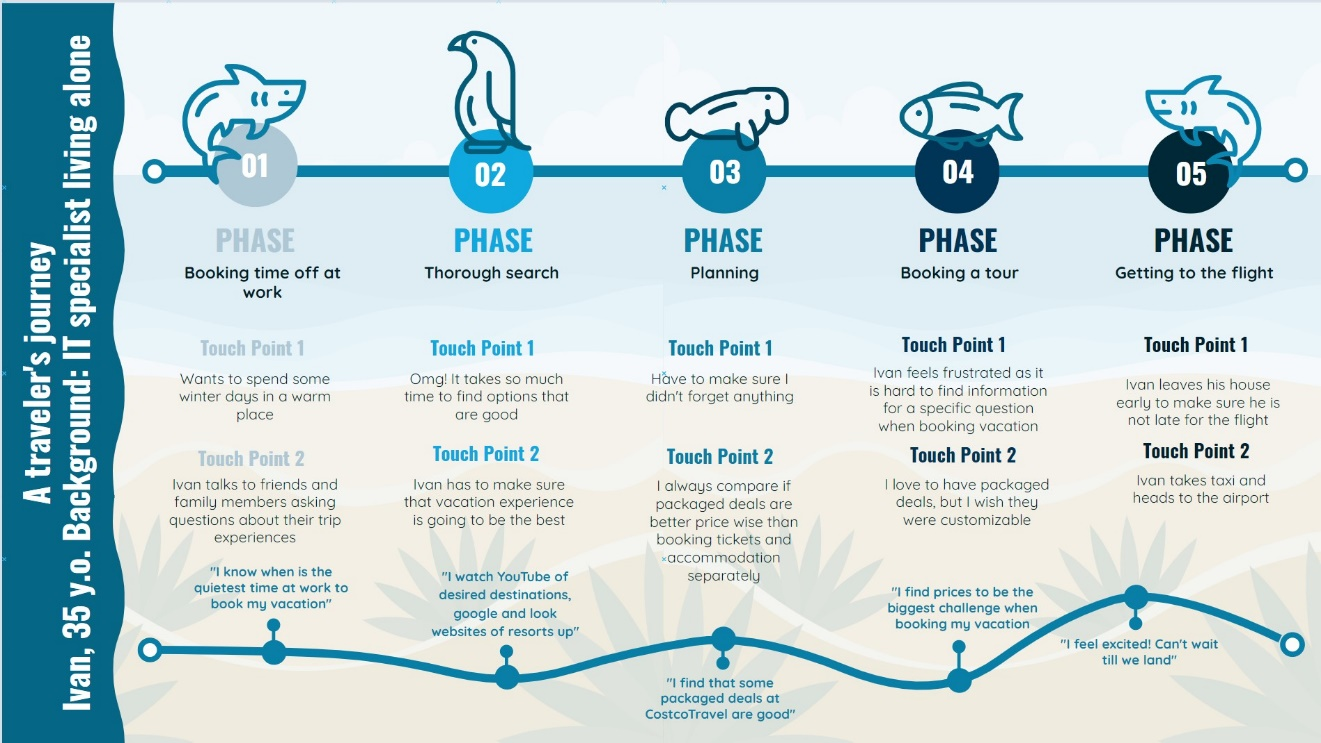 A traveler's journey
Ivan, 35 y.o. Background: IT specialist living alone
01
PHASE
Booking time off at
work
Touch Point 1
Wants to spend some
winter days in a warm
place
Touch Point 2
Ivan talks to friends and
family members asking
questions about their trip
experiences
"I know when is the
quietest time at work to
book my vacation"
02
PHASE
Thorough search
Touch Point 1
Omg! It takes so much
time to find options that
are good
Touch Point 2
Ivan has to make sure
that vacation experience
is going to be the best
"I watch YouTube of
desired destinations,
google and look
websites of resorts up"
03
PHASE
Planning
Touch Point 1
Have to make sure I
didn't forget anything
Touch Point 2
I always compare if
packaged deals are
better price wise than
booking tickets and
accommodation
separately
"I find that some
packaged deals at
CostcoTravel are good"
04
PHASE
Booking a tour
Touch Point 1
Ivan feels frustrated as it
is hard to find information
for a specific question
when booking vacation
Touch Point 2
I love to have packaged
deals, but I wish they
were customizable
"I find prices to be the
biggest challenge when
booking my vacation
05
PHASE
Getting to the flight
Touch Point 1
Ivan leaves his house
early to make sure he is
not late for the flight
Touch Point 2
Ivan takes taxi and
heads to the airport
"I feel excited! Can't wait
till we land"